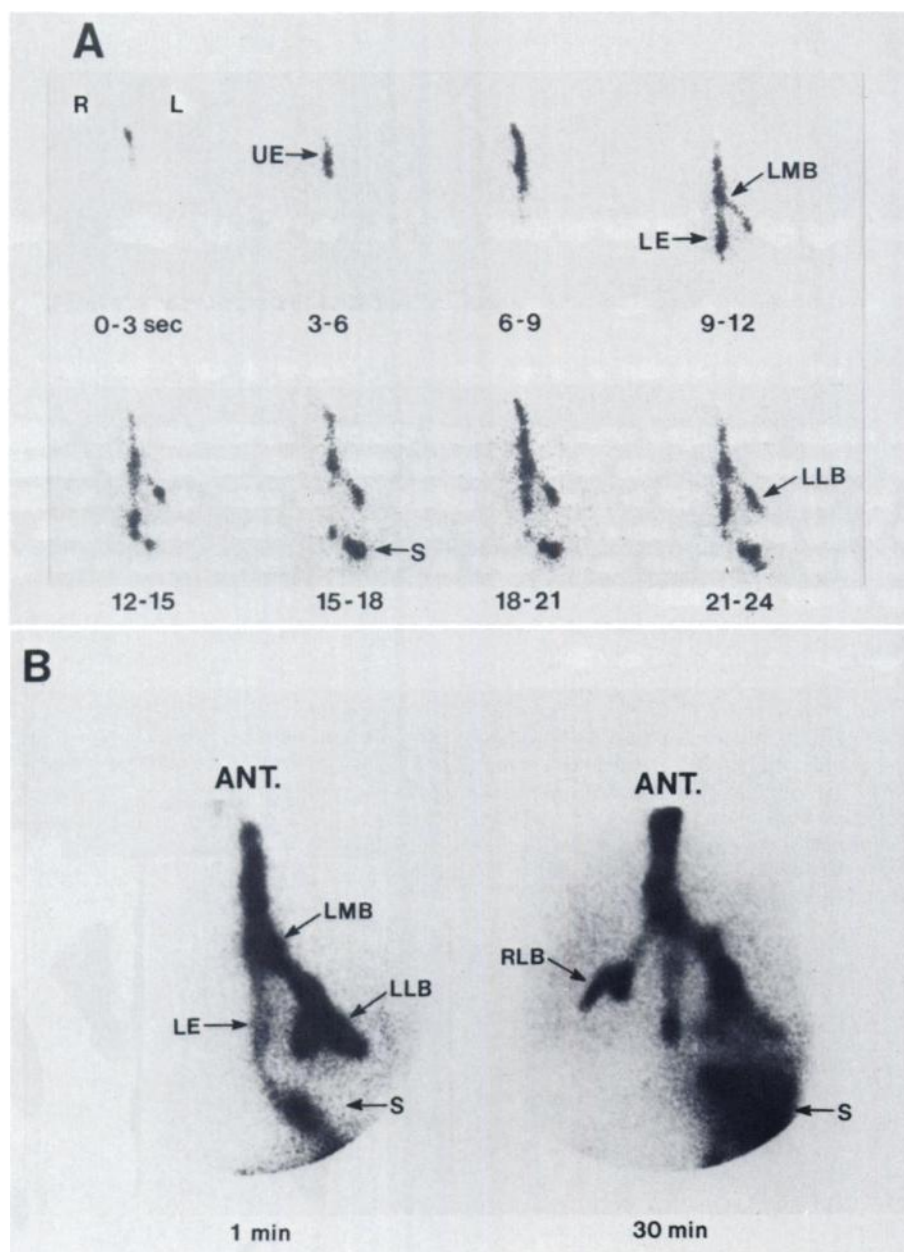 A
R L
UE
LMB
LE
0-3 sec 3-6 6-9 9-12
LLB
S
12-15 15-18 18-21 21-24
B
ANT. ANT.
LMB
RLB
LLB
LE
S
S
1 min 30 min